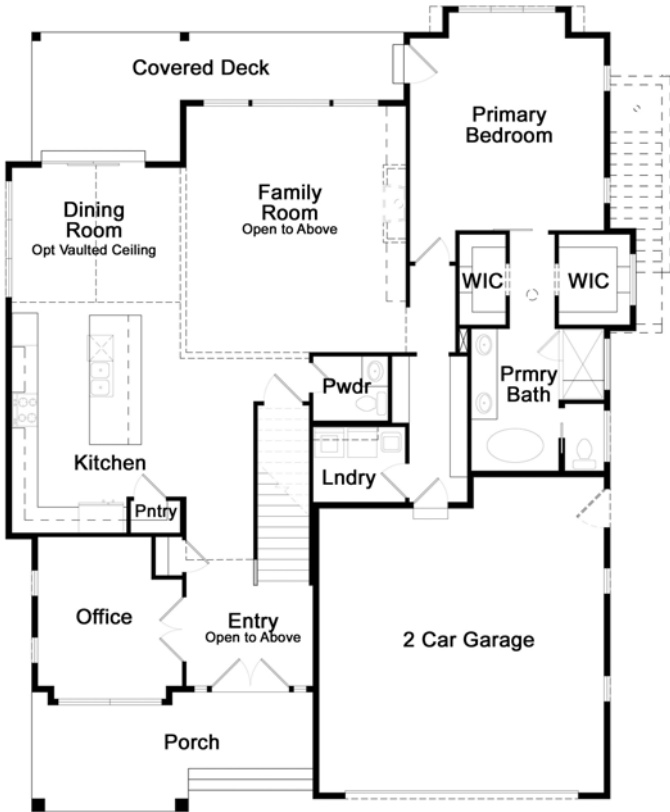 Covered Deck
Primary
Bedroom
Family
Room
Open to Above
Dining
Room
Opt Vaulted Ceiling
WIC
WIC
Pwdr
Prmry
Bath
Kitchen
Lndry
Pntry
Office
Entry
Open to Above
2 Car Garage
Porch